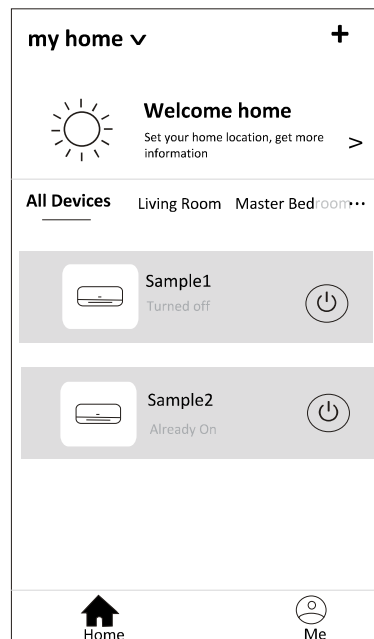 my home
+
Welcome home
Set your home location, get more
information
>
All Devices Living Room Master Bedroom...
Sample1
Turned off
Sample2
Already On
Home Me